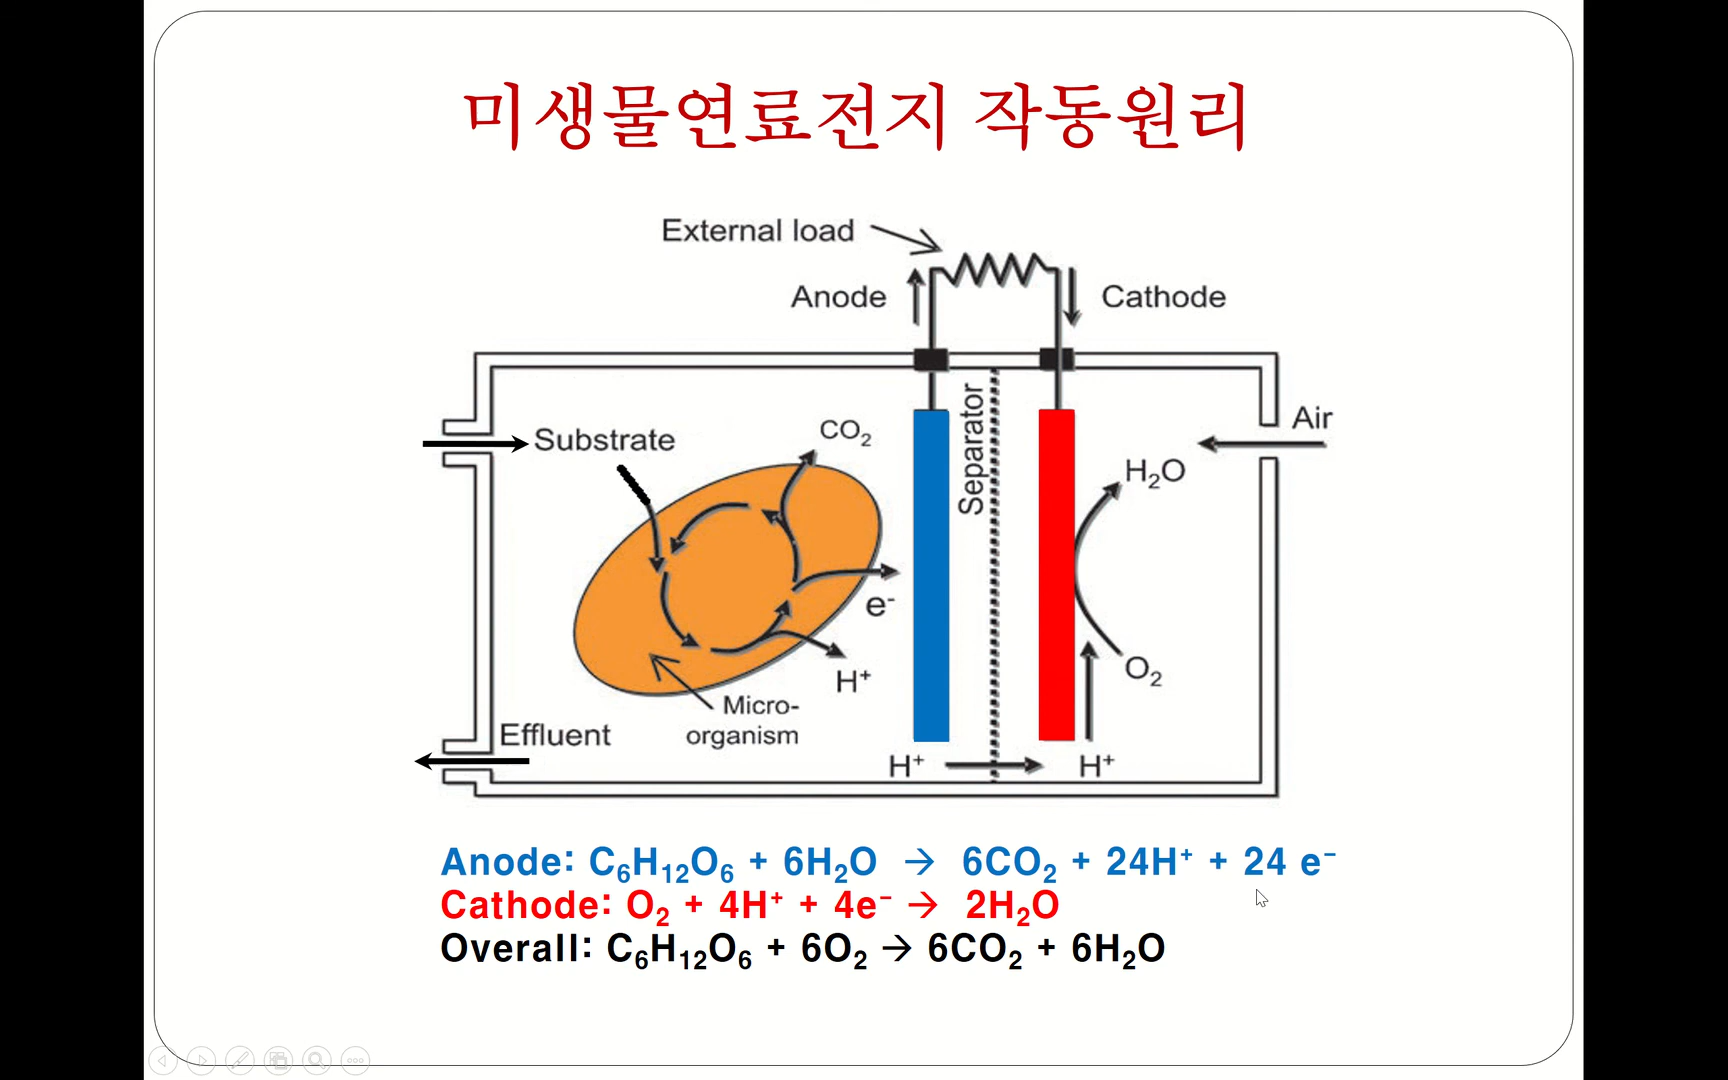 미생물연료전지 작동원리
External load
Anode
Cathode
Air
Substrate
CO₂
Separator
H₂O
e⁻
O₂
H⁺
Micro-
organism
Effluent
H⁺
H⁺
Anode: C₆H₁₂O₆ + 6H₂O → 6CO₂ + 24H⁺ + 24 e⁻
Cathode: O₂ + 4H⁺ + 4e⁻ → 2H₂O
Overall: C₆H₁₂O₆ + 6O₂ → 6CO₂ + 6H₂O